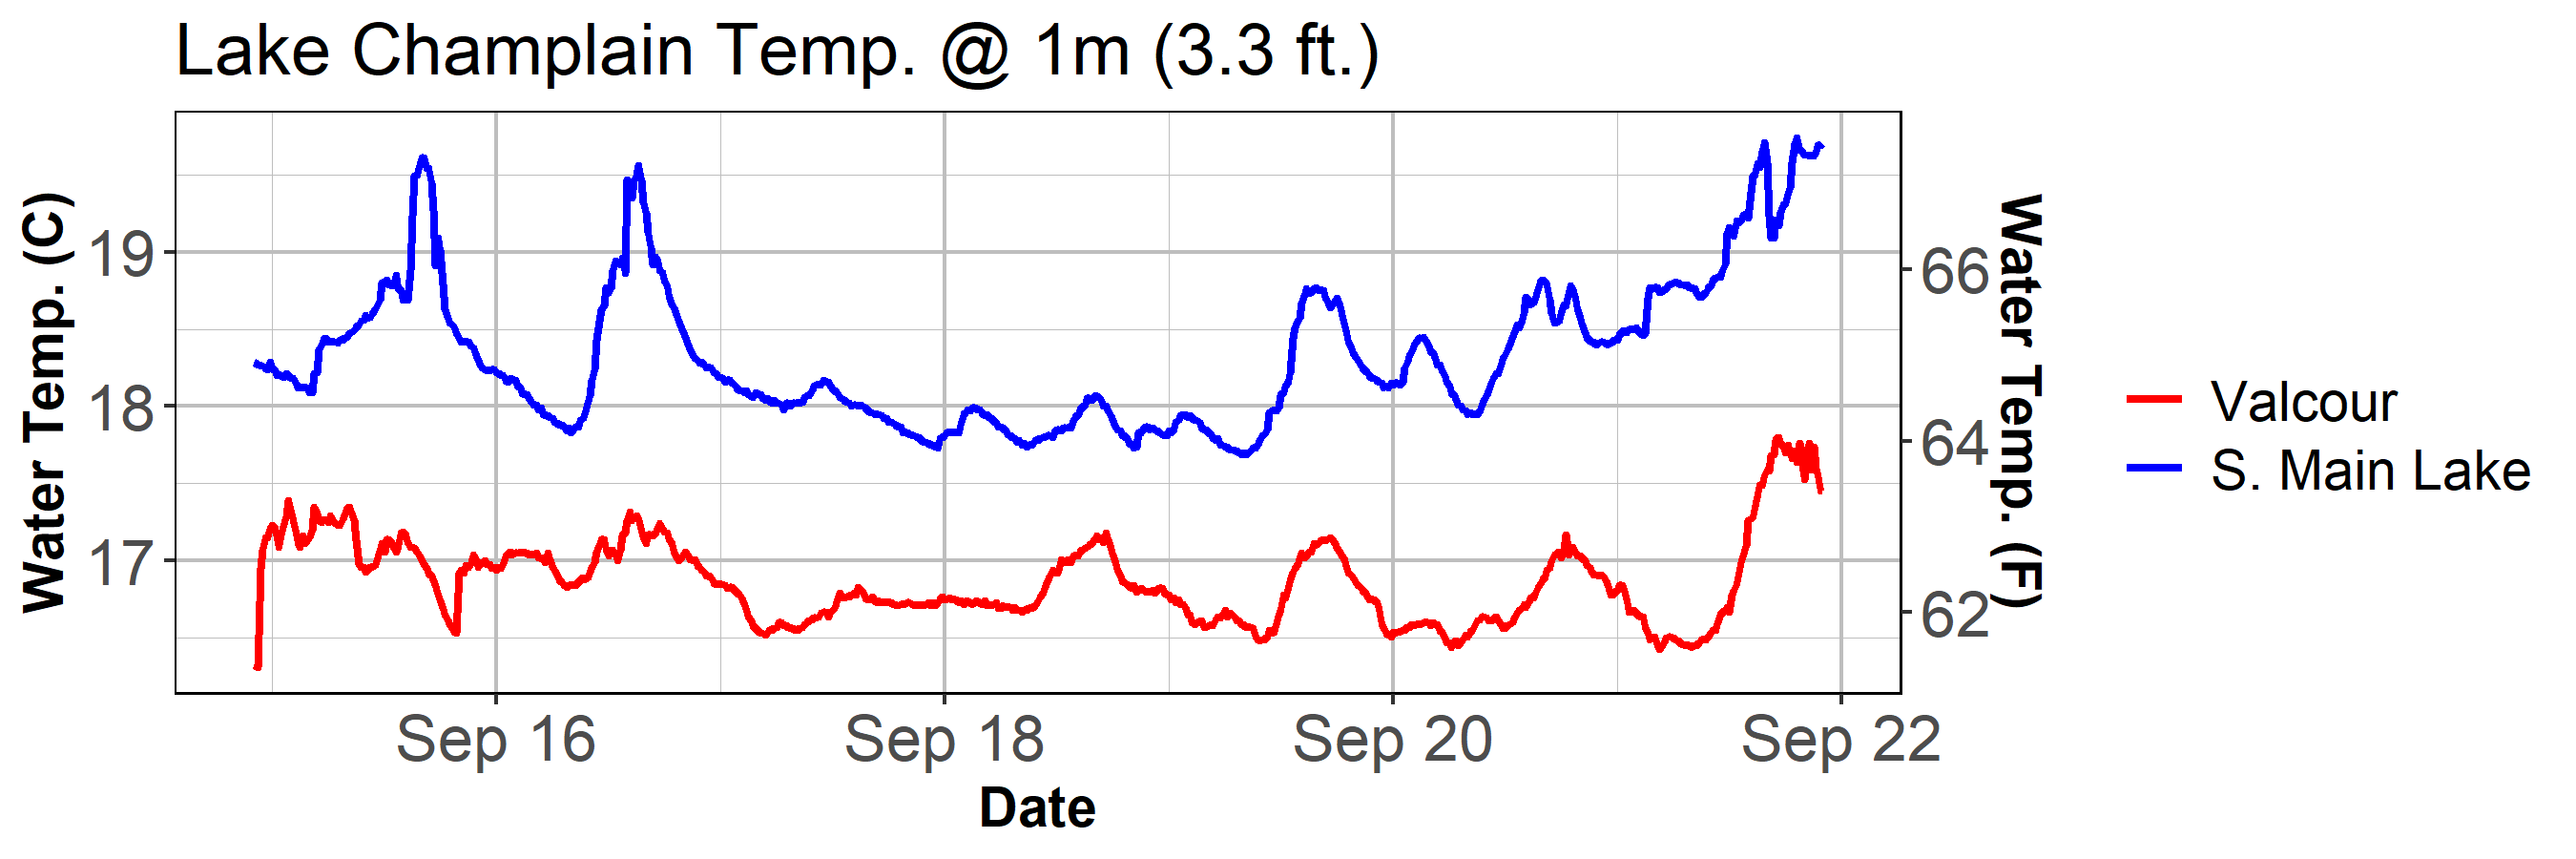 Lake Champlain Temp. @ 1m (3.3 ft.)
Water Temp. (C)
19
18
17
66
64
62
Water Temp. (F)
Valcour
S. Main Lake
Sep 16 Sep 18 Sep 20 Sep 22
Date